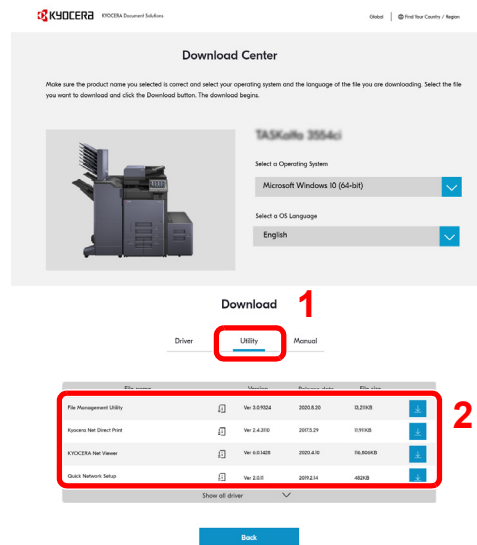 KYOCERA KYOCERA Document Solutions
Global Find Your Country / Region
Download Center
Make sure the product name you selected is correct and select your operating system and the language of the file you are downloading. Select the file
you want to download and click the Download button. The download begins.
TASKalfa 3554ci
Select a Operating System
Microsoft Windows 10 (64-bit)
Select a OS Language
English
Download 1
Driver Utility Manual
File name Version Release date File size
File Management Utility Ver 3.0.9324 2020.8.20 13,211KB
Kyocera Net Direct Print Ver 2.4.3110 2017.5.29 11,911KB
KYOCERA Net Viewer Ver 6.0.1428 2020.4.10 116,806KB
Quick Network Setup Ver 2.0.11 2019.2.14 482KB
2
Show all driver
Back